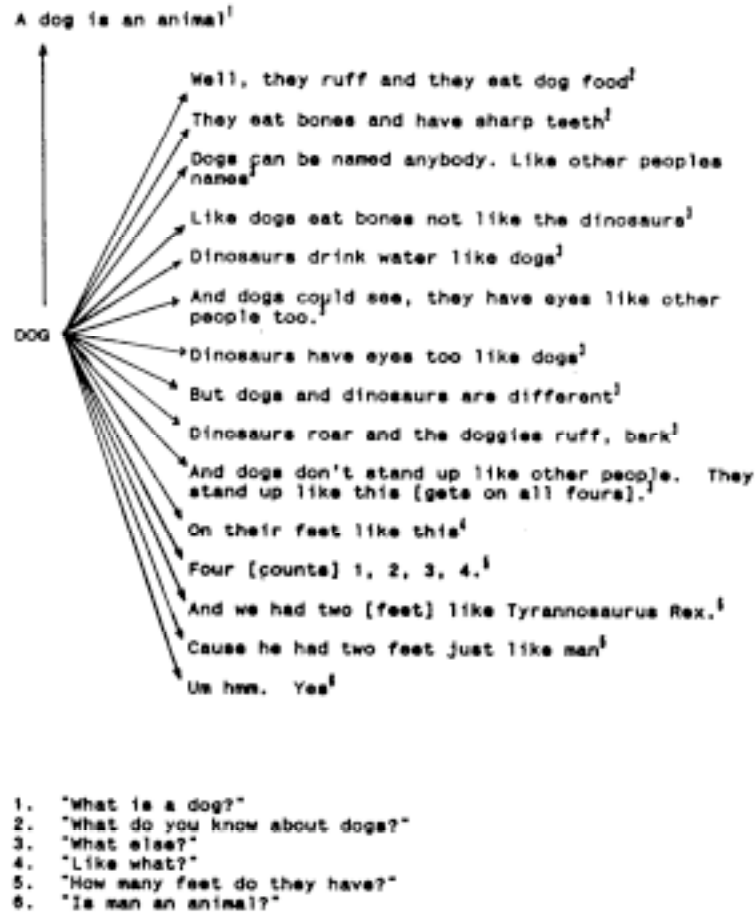 A dog is an animal¹
Well, they ruff and they eat dog food²
They eat bones and have sharp teeth²
Dogs can be named anybody. Like other peoples
names³
Like dogs eat bones not like the dinosaurs³
Dinosaurs drink water like dogs³
And dogs could see, they have eyes like other
people too.³
DOG
Dinosaurs have eyes too like dogs³
But dogs and dinosaurs are different³
Dinosaurs roar and the doggies ruff, bark³
And dogs don't stand up like other people. They
stand up like this [gets on all fours].³
On their feet like this⁴
Four [counts] 1, 2, 3, 4.⁵
And we had two [feet] like Tyrannosaurus Rex.⁵
Cause he had two feet just like man⁵
Um hmm. Yes⁶
1. "What is a dog?"
2. "What do you know about dogs?"
3. "What else?"
4. "Like what?"
5. "How many feet do they have?"
6. "Is man an animal?"